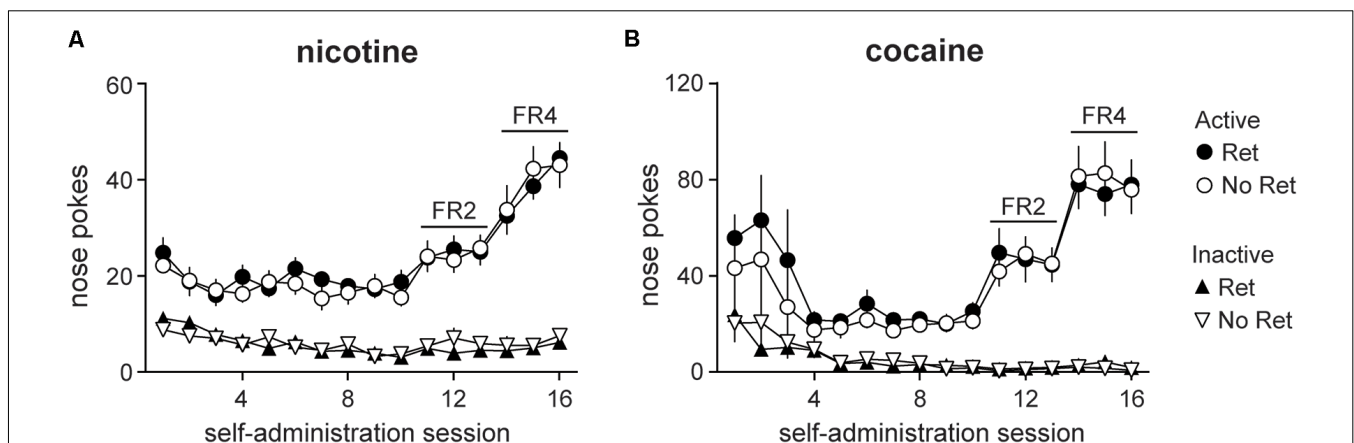 A
nicotine
60
40
20
0
nose pokes
FR2
FR4
4
8
12
16
self-administration session
B
cocaine
120
80
40
0
nose pokes
FR2
FR4
4
8
12
16
self-administration session
Active
Ret
No Ret
Inactive
Ret
No Ret